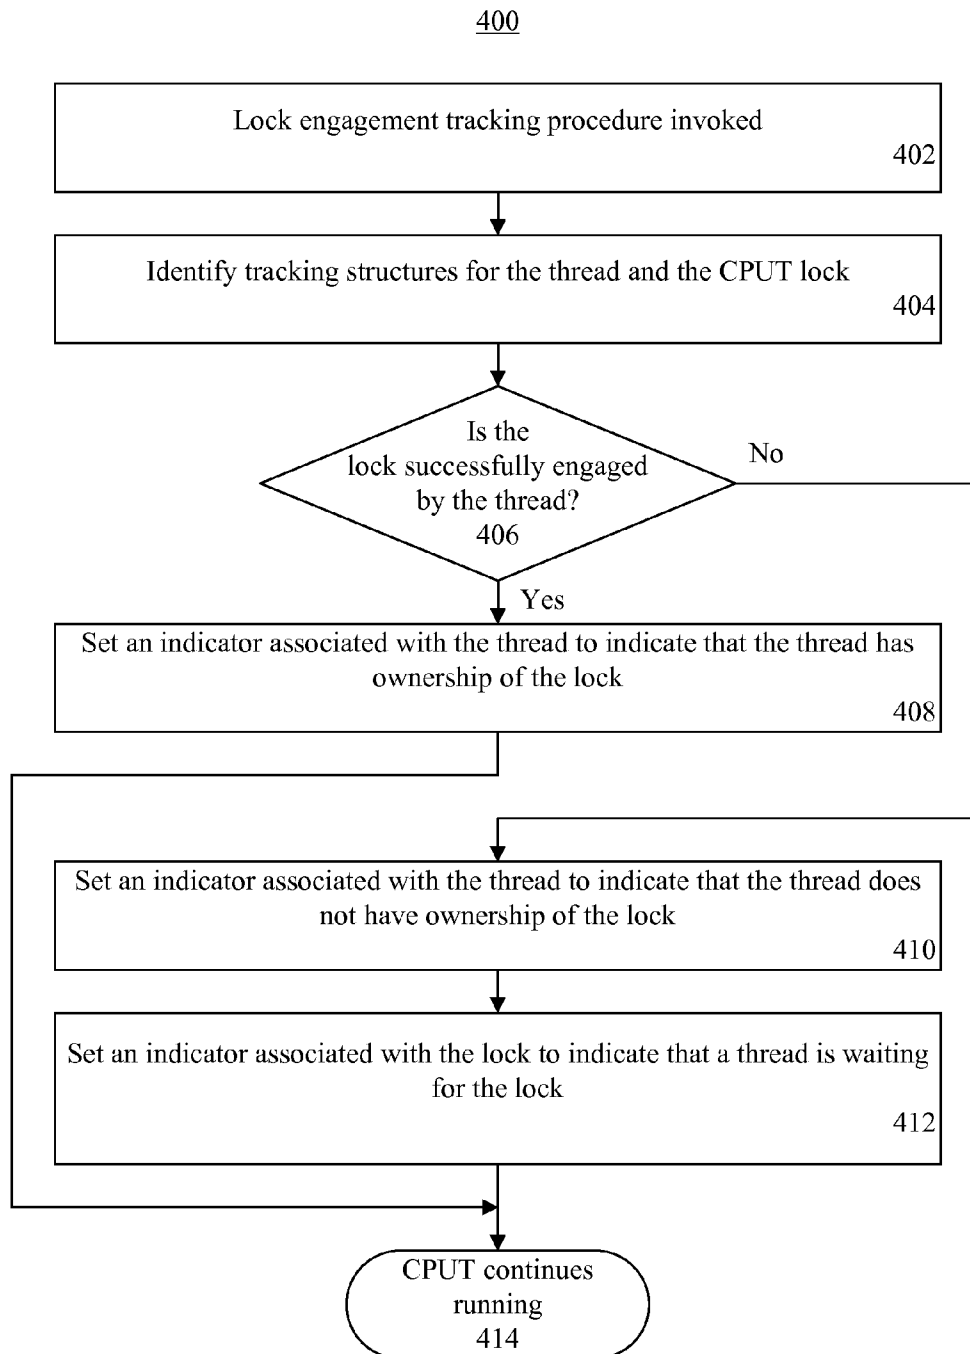 400
Lock engagement tracking procedure invoked
402
Identify tracking structures for the thread and the CPUT lock
404
Is the
lock successfully engaged
by the thread?
406
No
Yes
Set an indicator associated with the thread to indicate that the thread has
ownership of the lock
408
Set an indicator associated with the thread to indicate that the thread does
not have ownership of the lock
410
Set an indicator associated with the lock to indicate that a thread is waiting
for the lock
412
CPUT continues
running
414